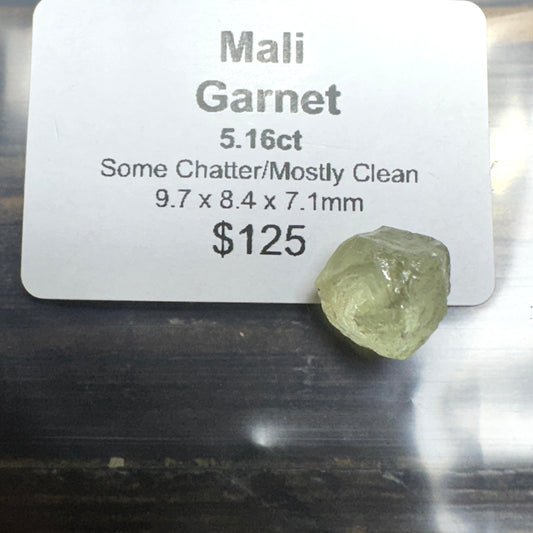 Mali
Garnet
5.16ct
Some Chatter/Mostly Clean
9.7 x 8.4 x 7.1mm
$125